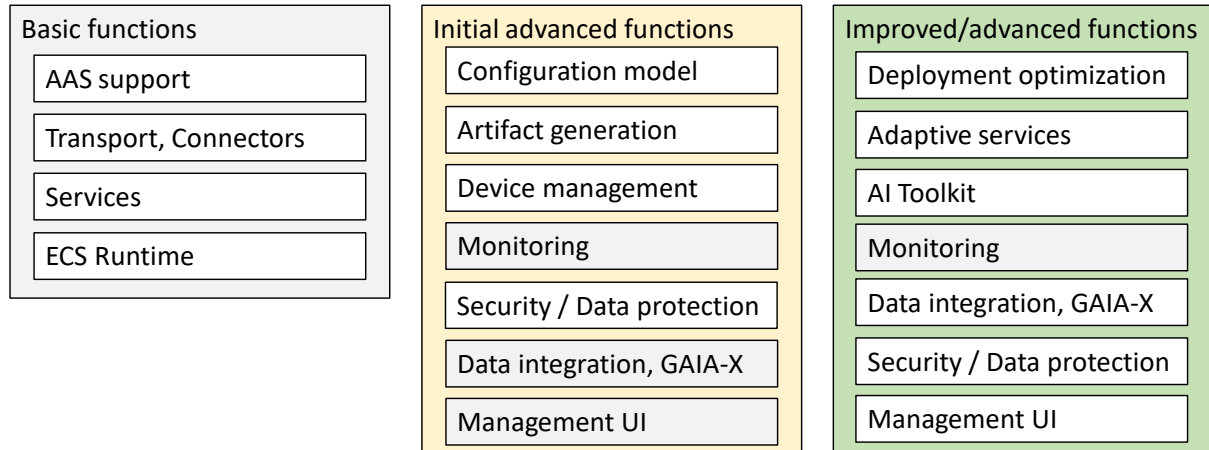 Basic functions
AAS support
Transport, Connectors
Services
ECS Runtime
Initial advanced functions
Configuration model
Artifact generation
Device management
Monitoring
Security / Data protection
Data integration, GAIA-X
Management UI
Improved/advanced functions
Deployment optimization
Adaptive services
AI Toolkit
Monitoring
Data integration, GAIA-X
Security / Data protection
Management UI